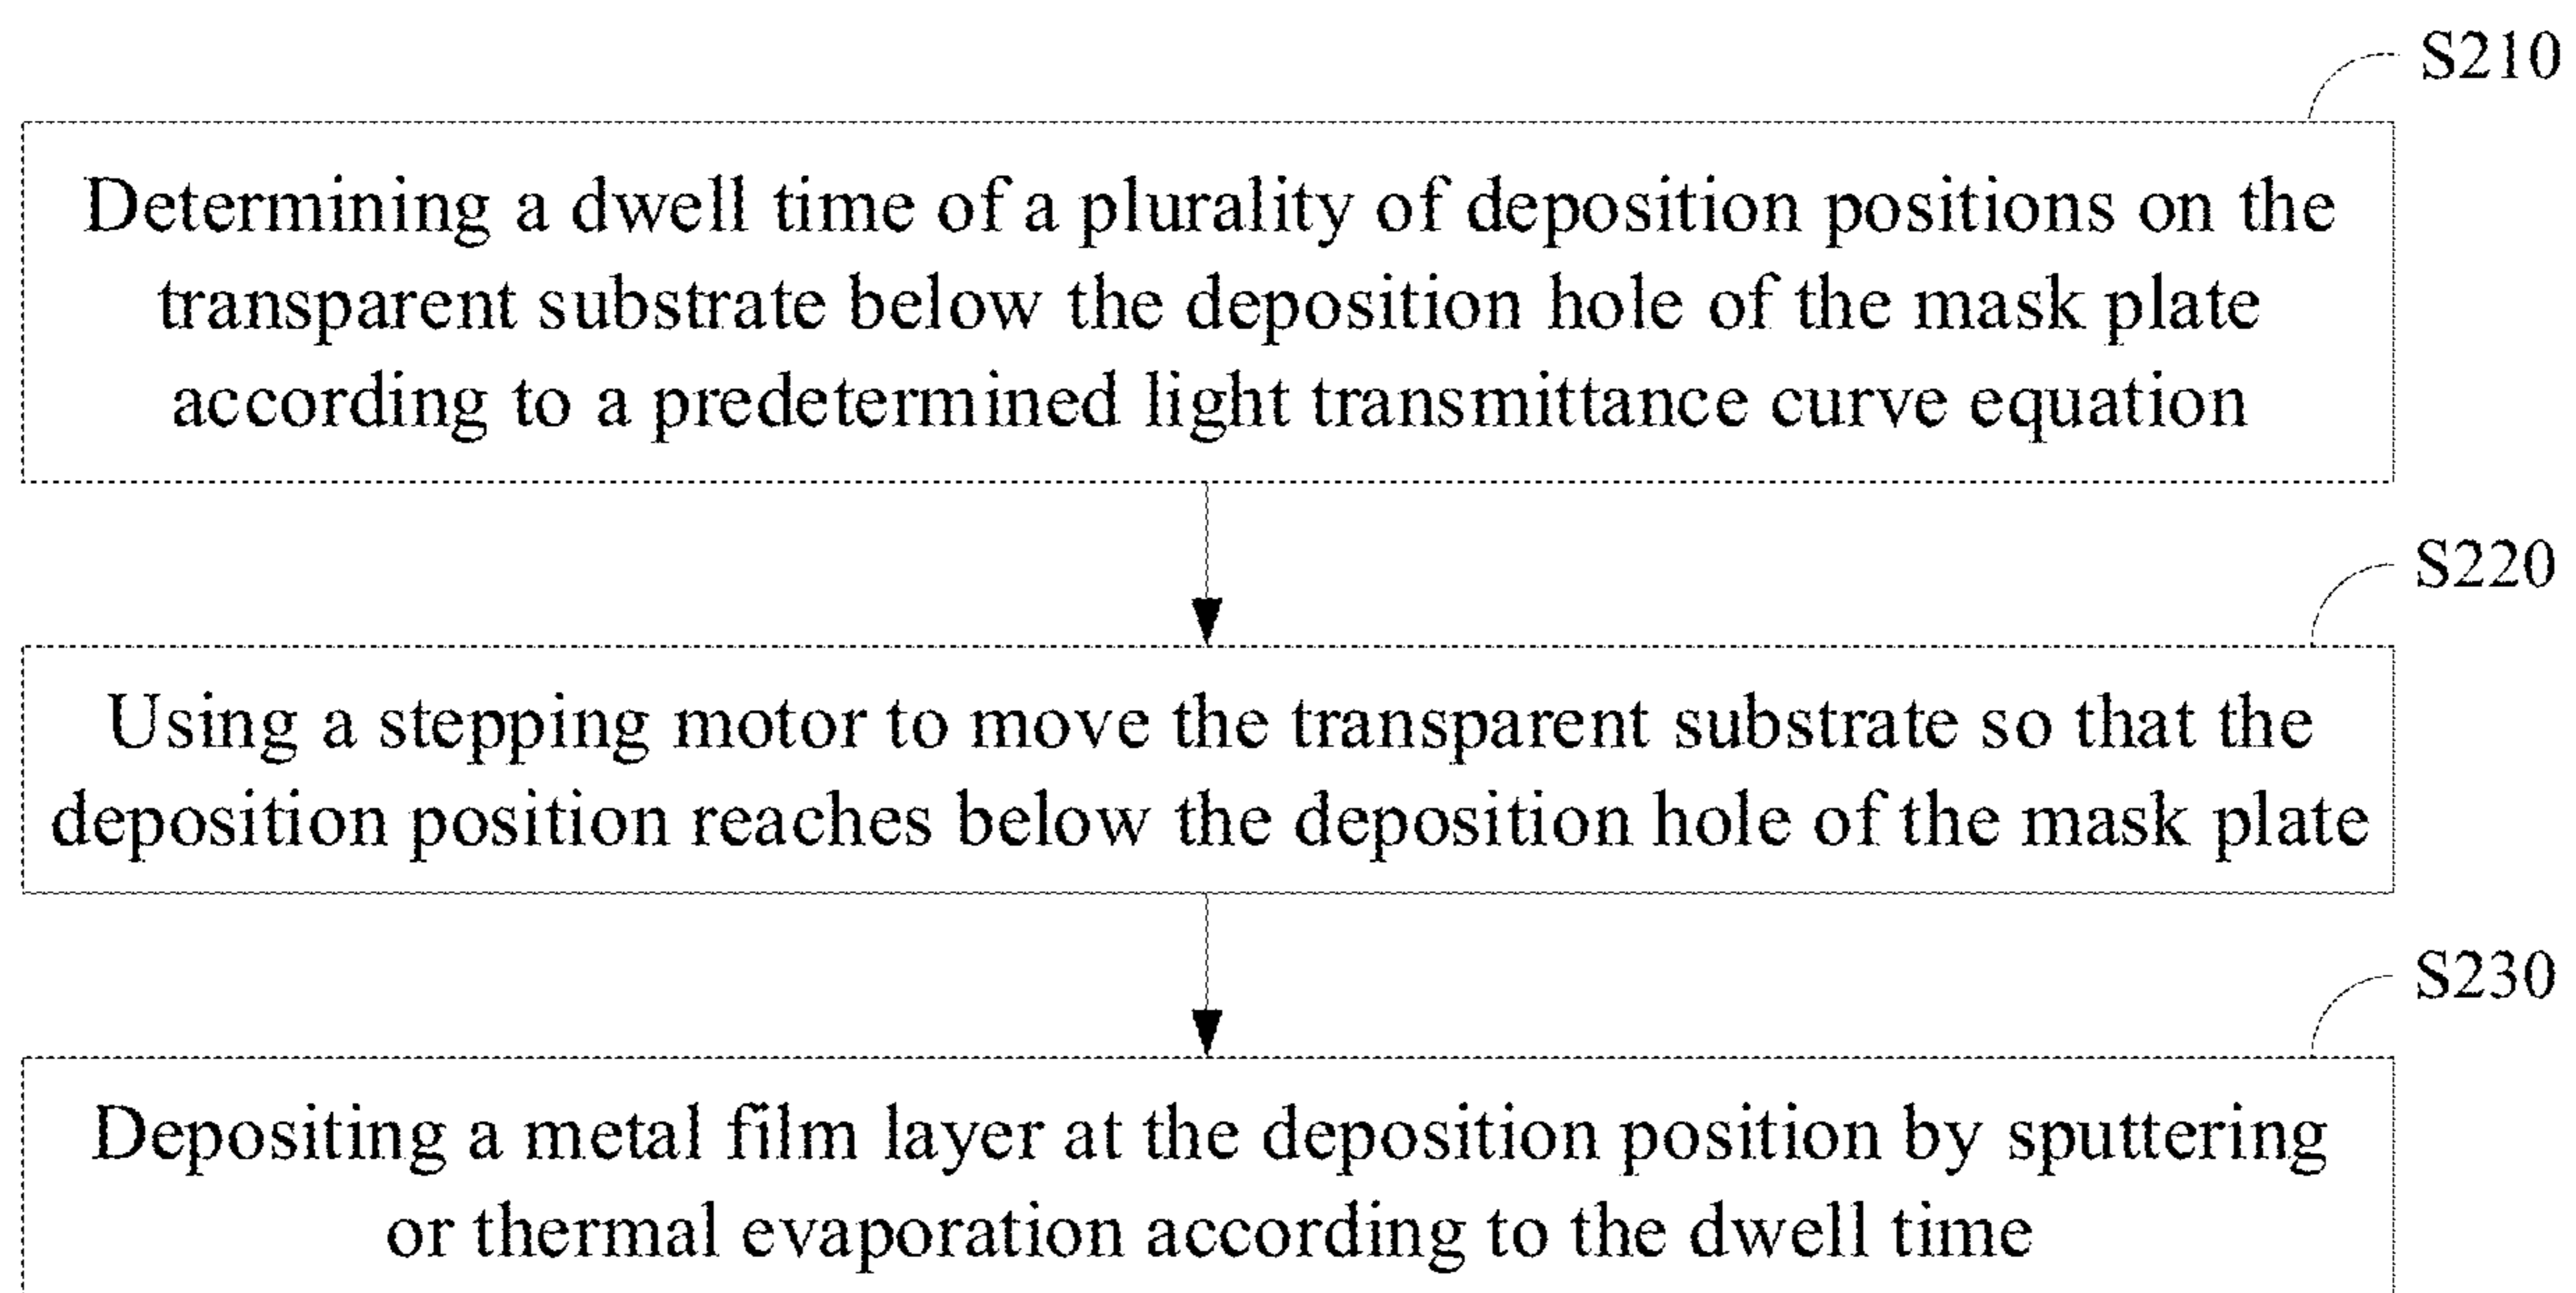 S210
Determining a dwell time of a plurality of deposition positions on the
transparent substrate below the deposition hole of the mask plate
according to a predetermined light transmittance curve equation
S220
Using a stepping motor to move the transparent substrate so that the
deposition position reaches below the deposition hole of the mask plate
S230
Depositing a metal film layer at the deposition position by sputtering
or thermal evaporation according to the dwell time